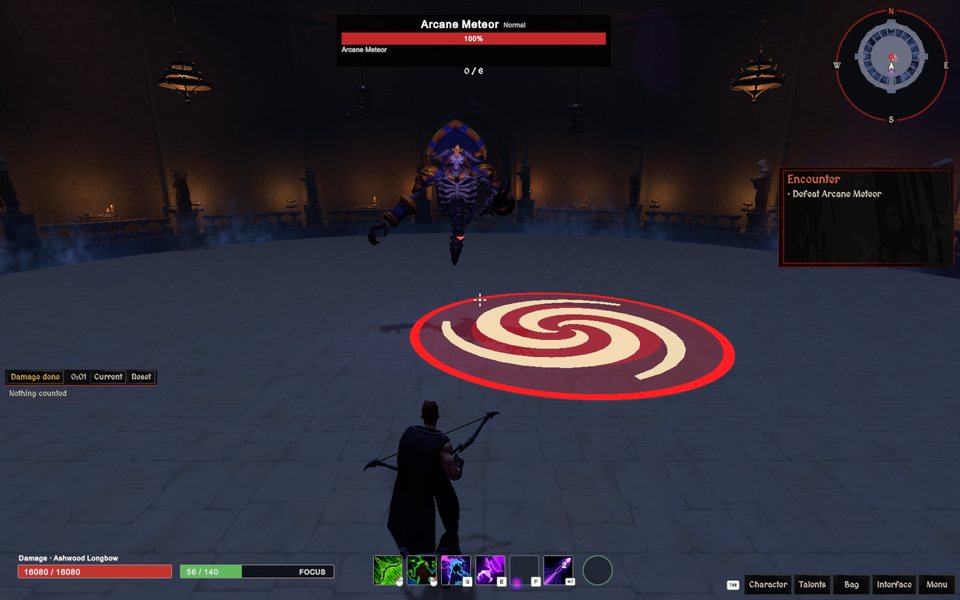 Arcane Meteor Normal
100%
Arcane Meteor
0 / 6
N
W E
S
Encounter
- Defeat Arcane Meteor
Damage done 0:01 Current Reset
Nothing counted
Damage - Ashwood Longbow
16080 / 16080
56 / 140 FOCUS
Q E F
TAB Character Talents Bag Interface Menu